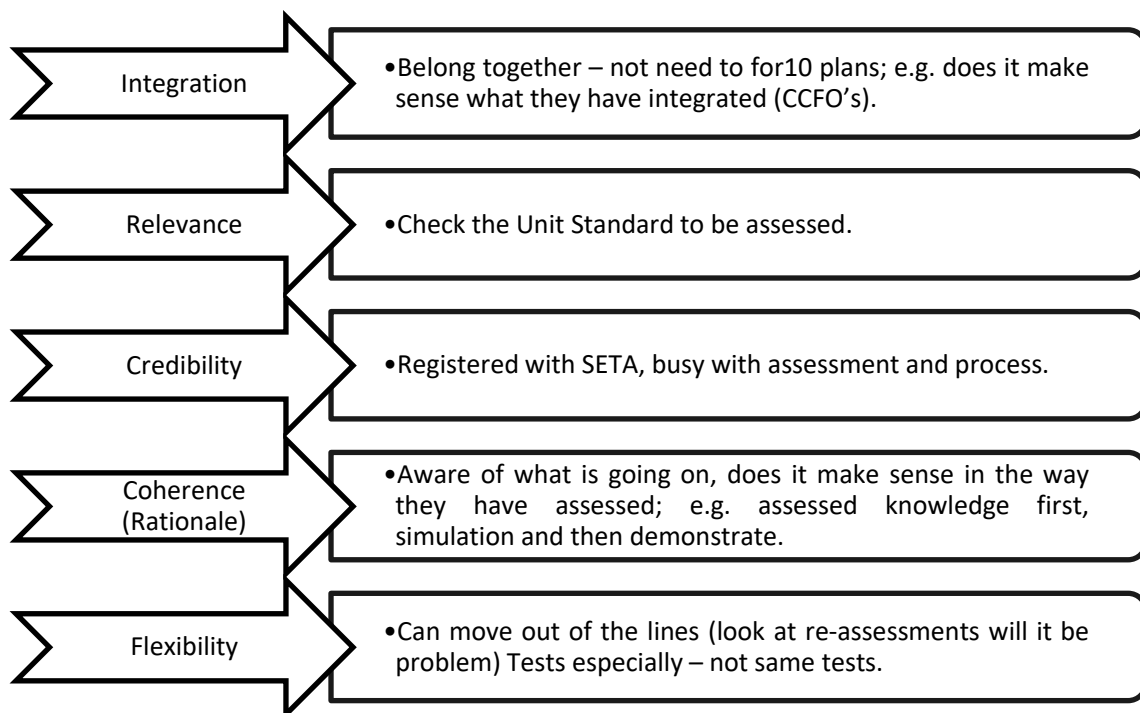 Integration
•Belong together – not need to for10 plans; e.g. does it make
sense what they have integrated (CCFO’s).
Relevance
•Check the Unit Standard to be assessed.
Credibility
•Registered with SETA, busy with assessment and process.
Coherence
(Rationale)
•Aware of what is going on, does it make sense in the way
they have assessed; e.g. assessed knowledge first,
simulation and then demonstrate.
Flexibility
•Can move out of the lines (look at re-assessments will it be
problem) Tests especially – not same tests.